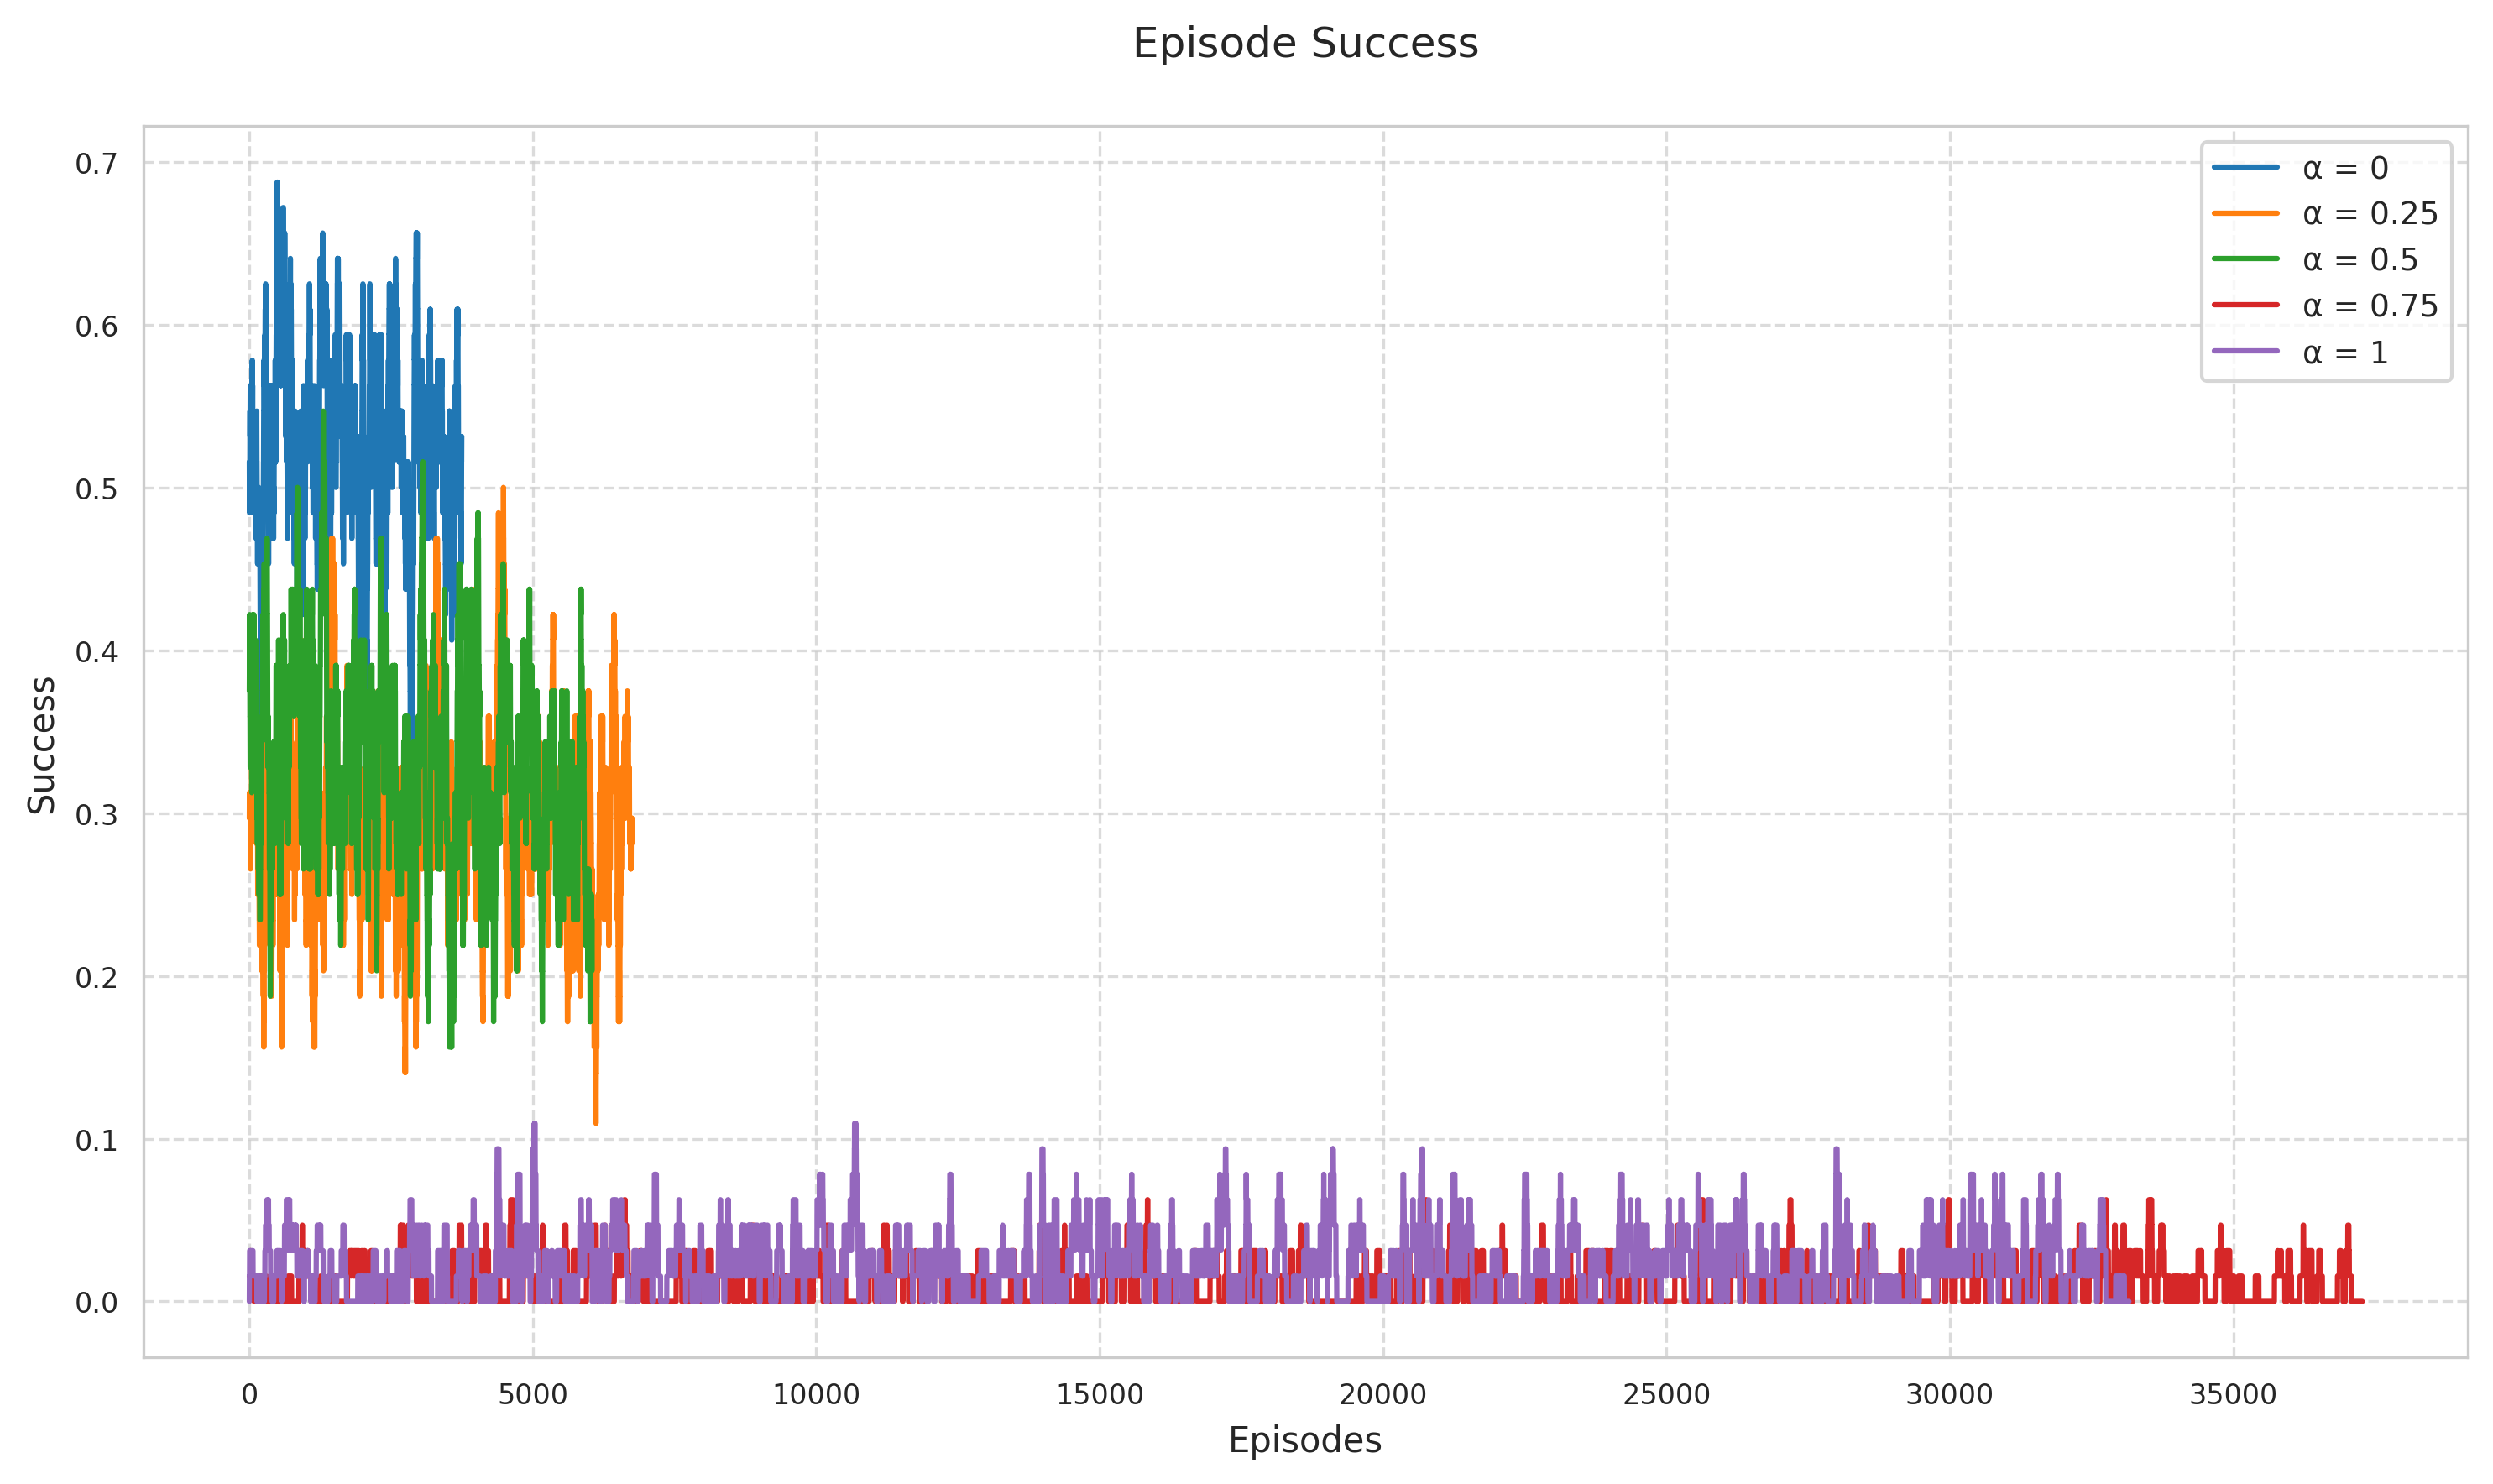 Episode Success
α = 0
α = 0.25
α = 0.5
α = 0.75
α = 1
0.7
0.6
0.5
0.4
0.3
0.2
0.1
0.0
Success
0
5000
10000
15000
20000
25000
30000
35000
Episodes